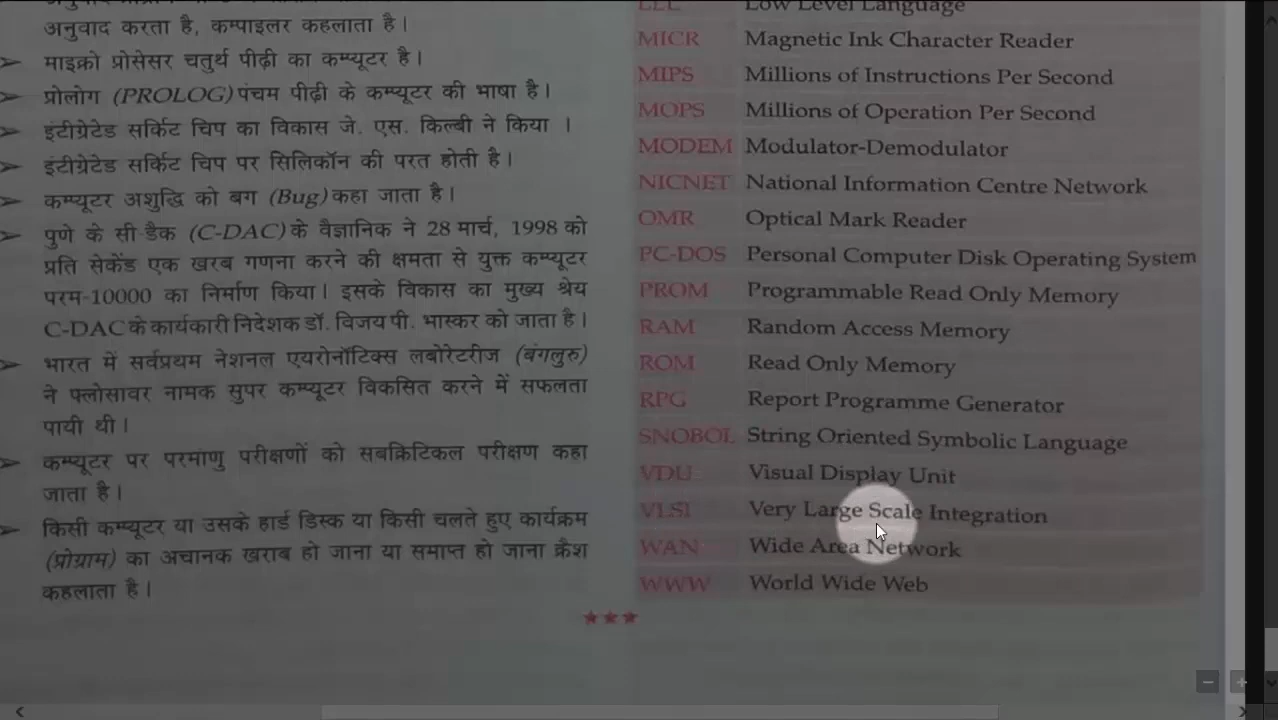 अनुवाद करता है, कम्पाइलर कहलाता है।
➢ माइक्रो प्रोसेसर चतुर्थ पीढ़ी का कम्प्यूटर है।
➢ प्रोलोग (PROLOG) पंचम पीढ़ी के कम्प्यूटर की भाषा है।
➢ इंटीग्रेटेड सर्किट चिप का विकास जे. एस. किल्बी ने किया ।
➢ इंटीग्रेटेड सर्किट चिप पर सिलिकॉन की परत होती है।
➢ कम्प्यूटर अशुद्धि को बग (Bug) कहा जाता है।
➢ पुणे के सी-डैक (C-DAC) के वैज्ञानिक ने 28 मार्च, 1998 को
प्रति सेकेंड एक खरब गणना करने की क्षमता से युक्त कम्प्यूटर
परम-10000 का निर्माण किया। इसके विकास का मुख्य श्रेय
C-DAC के कार्यकारी निदेशक डॉ. विजय पी. भास्कर को जाता है।
➢ भारत में सर्वप्रथम नेशनल एयरोनॉटिक्स लबोरेटरीज (बंगलुरु)
ने फ्लोसावर नामक सुपर कम्प्यूटर विकसित करने में सफलता
पायी थी।
➢ कम्प्यूटर पर परमाणु परीक्षणों को सबक्रिटिकल परीक्षण कहा
जाता है।
➢ किसी कम्प्यूटर या उसके हार्ड डिस्क या किसी चलते हुए कार्यक्रम
(प्रोग्राम) का अचानक खराब हो जाना या समाप्त हो जाना क्रैश
कहलाता है।
LLL Low Level Language
MICR Magnetic Ink Character Reader
MIPS Millions of Instructions Per Second
MOPS Millions of Operation Per Second
MODEM Modulator-Demodulator
NICNET National Information Centre Network
OMR Optical Mark Reader
PC-DOS Personal Computer Disk Operating System
PROM Programmable Read Only Memory
RAM Random Access Memory
ROM Read Only Memory
RPG Report Programme Generator
SNOBOL String Oriented Symbolic Language
VDU Visual Display Unit
VLSI Very Large Scale Integration
WAN Wide Area Network
WWW World Wide Web
★★★